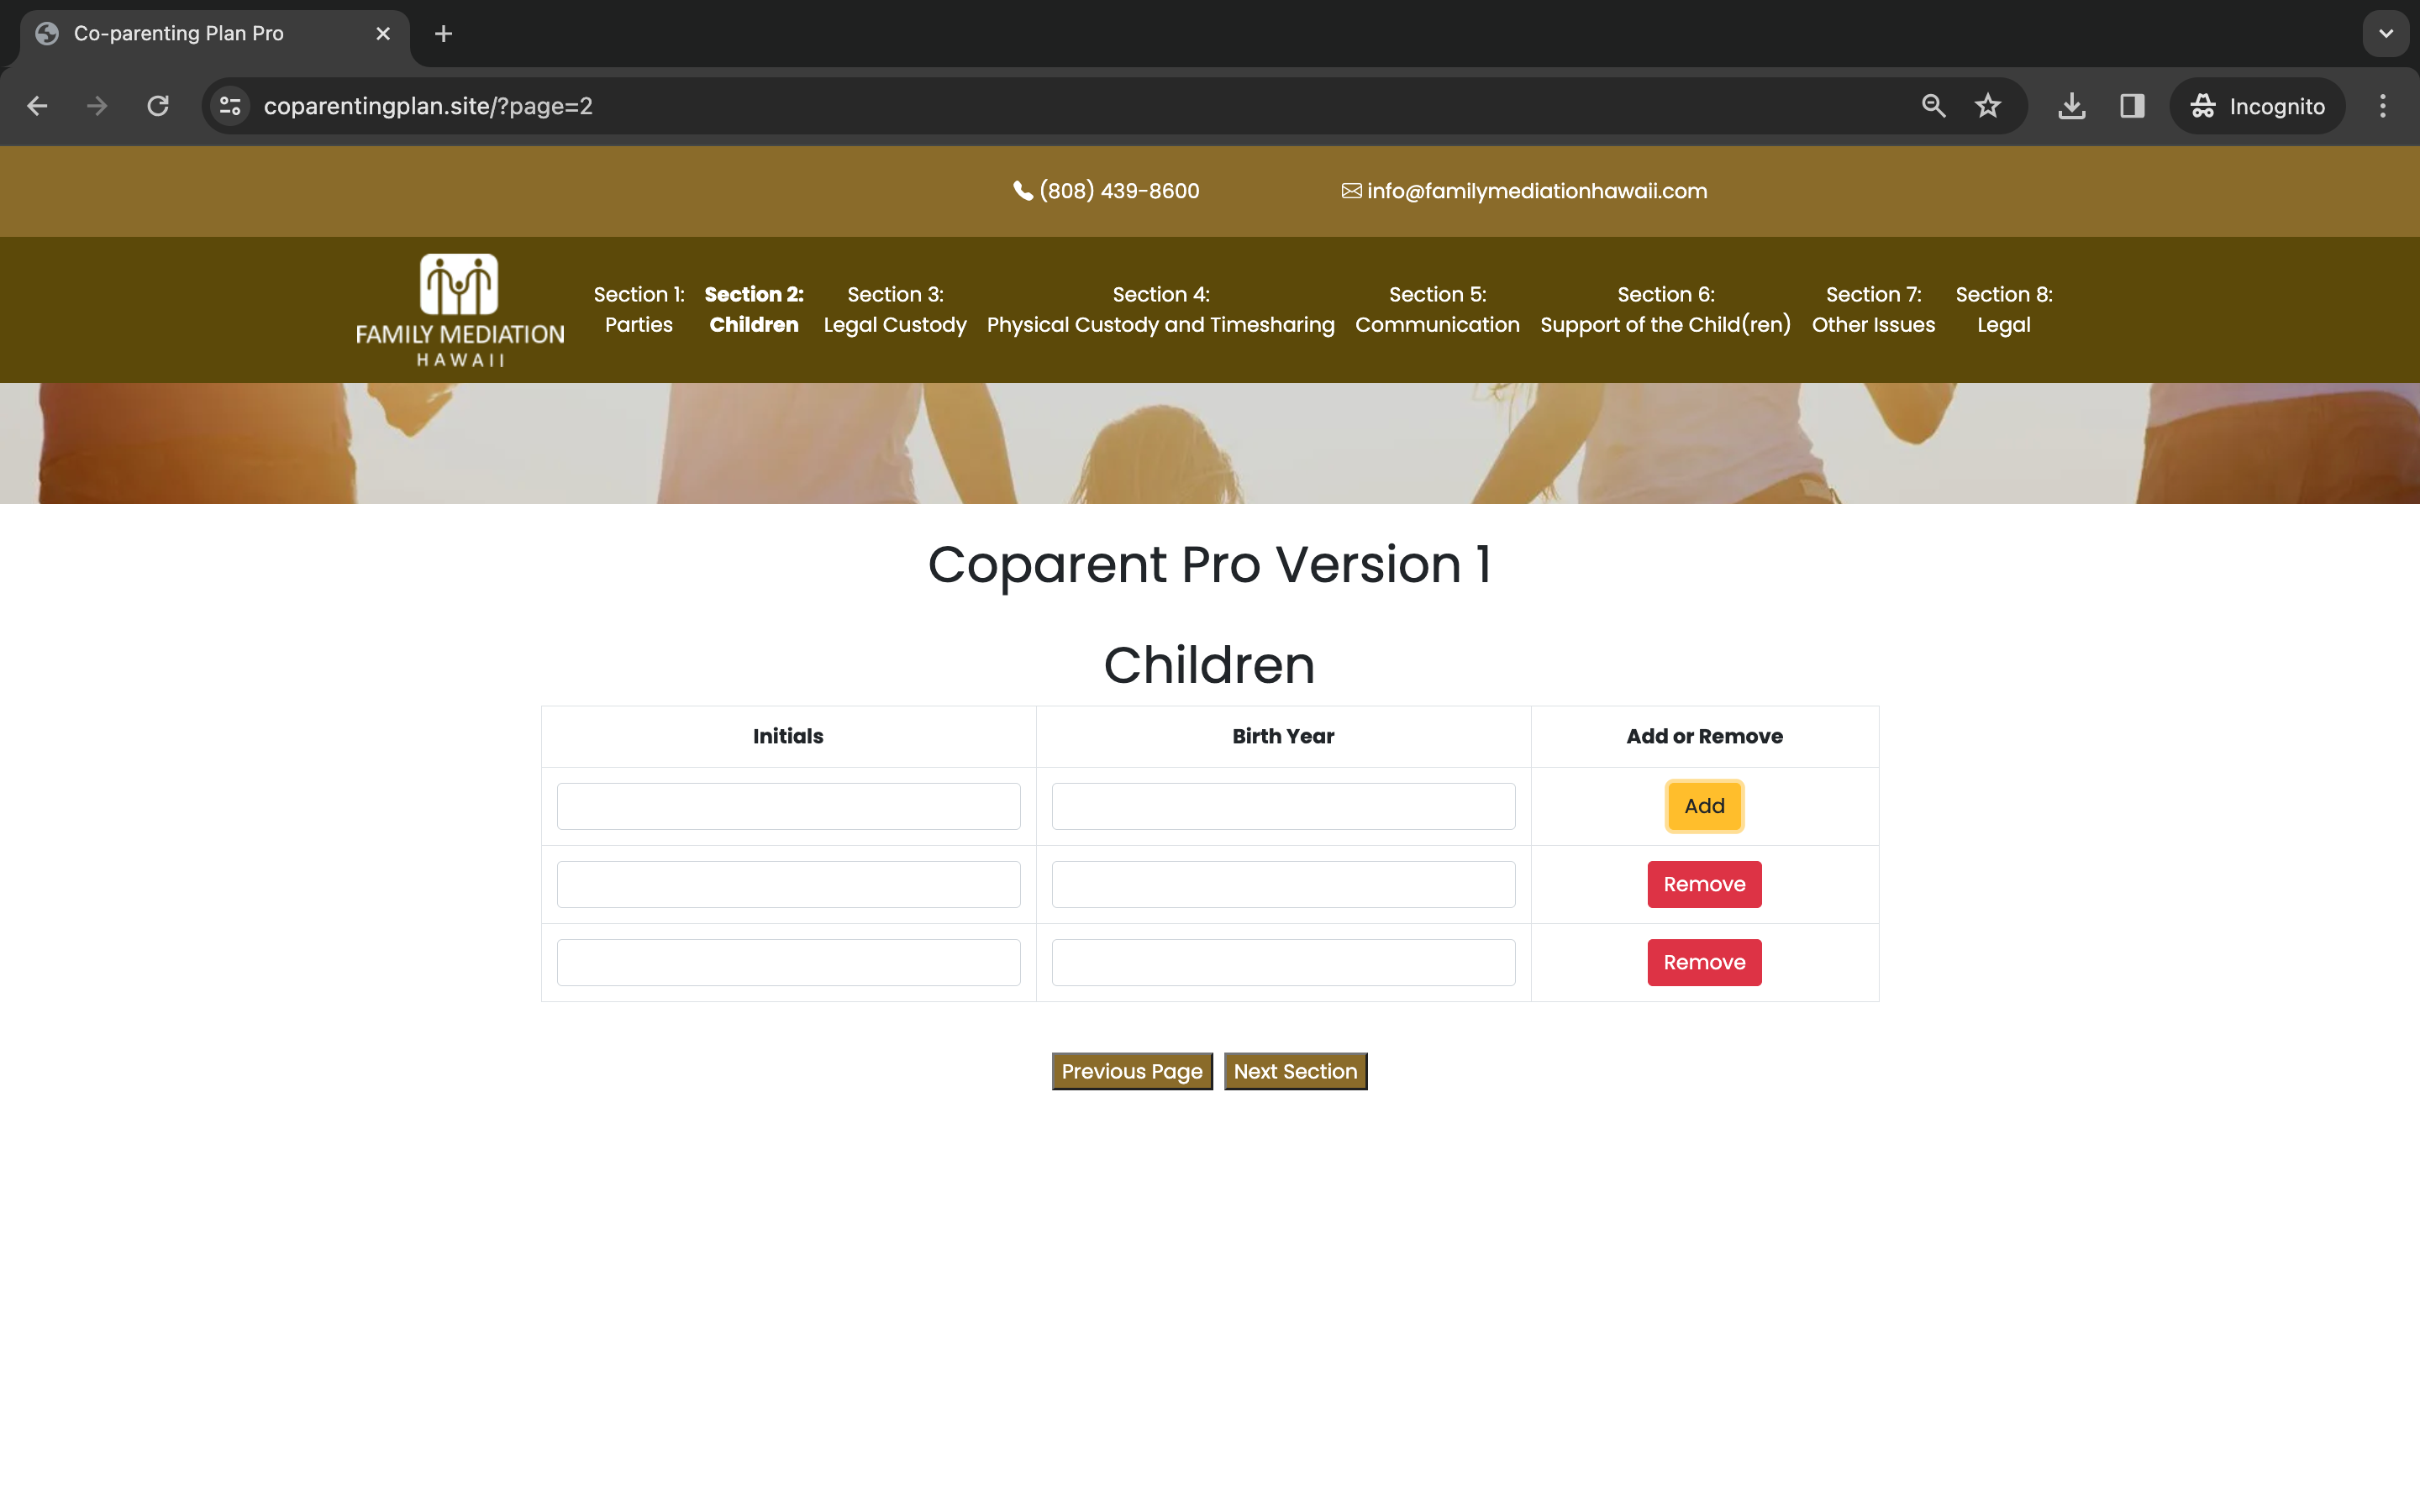 Co-parenting Plan Pro
coparentingplan.site/?page=2
Incognito
(808) 439-8600
info@familymediationhawaii.com
FAMILY MEDIATION
HAWAII
Section 1:
Parties
Section 2:
Children
Section 3:
Legal Custody
Section 4:
Physical Custody and Timesharing
Section 5:
Communication
Section 6:
Support of the Child(ren)
Section 7:
Other Issues
Section 8:
Legal
Coparent Pro Version 1
Children
Initials Birth Year Add or Remove
Add
Remove
Remove
Previous Page Next Section